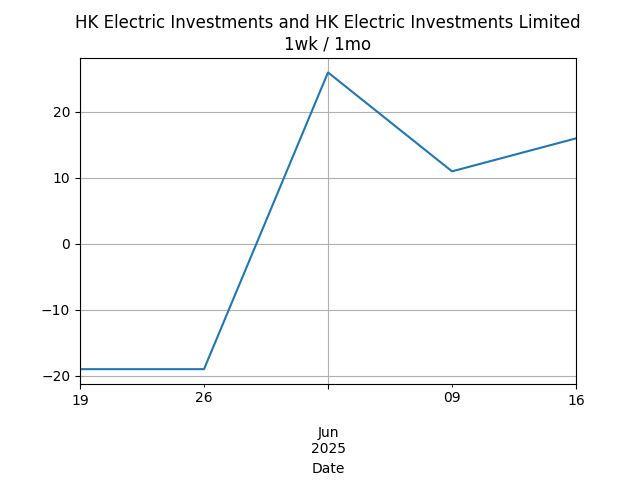 HK Electric Investments and HK Electric Investments Limited
1wk / 1mo
20
10
0
−10
−20
19
26
09
16
Jun
2025
Date